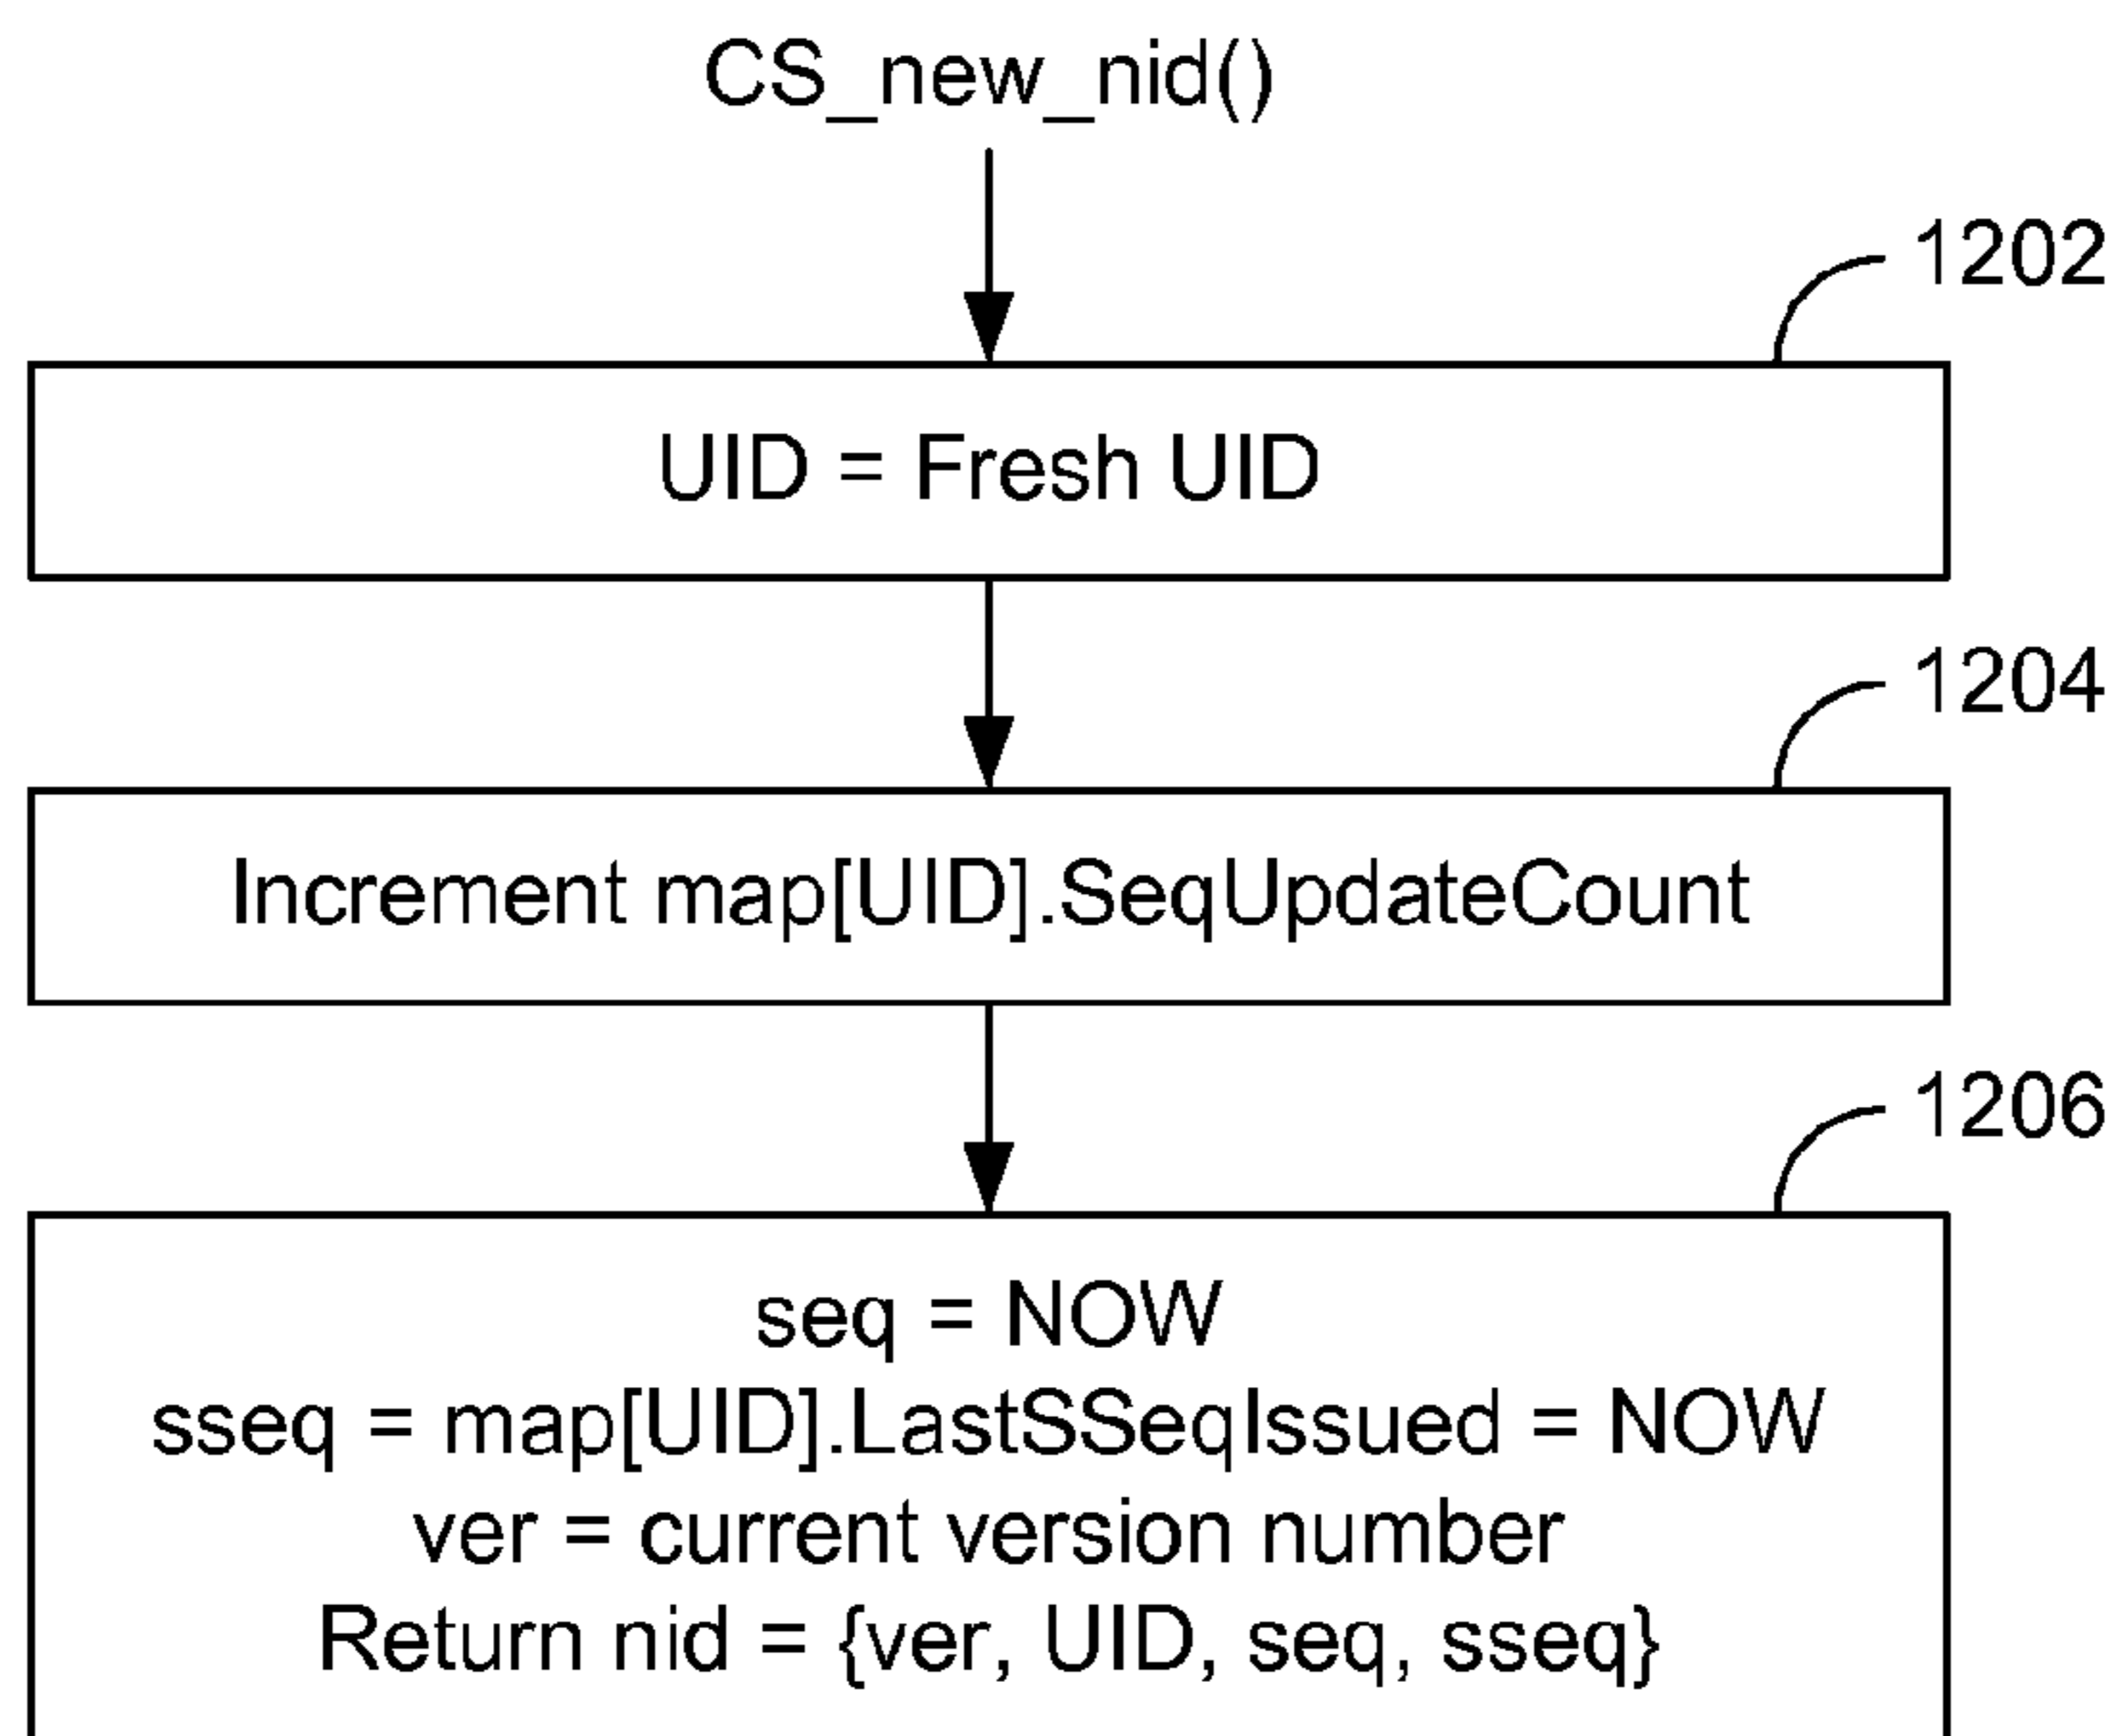 CS_new_nid()
1202
UID = Fresh UID
1204
Increment map[UID].SeqUpdateCount
1206
seq = NOW
sseq = map[UID].LastSSeqIssued = NOW
ver = current version number
Return nid = {ver, UID, seq, sseq}